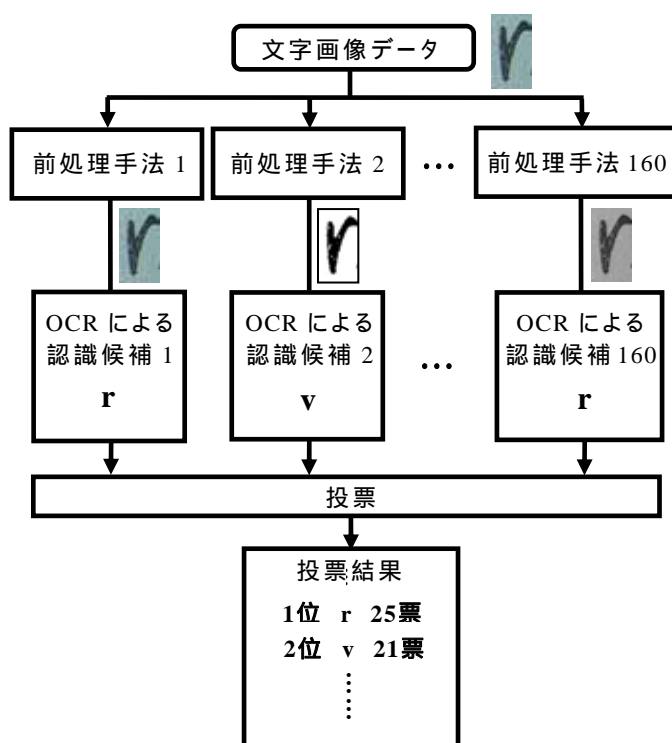 文字画像データ
前処理手法 1
前処理手法 2
…
前処理手法 160
OCR による
認識候補 1
r
OCR による
認識候補 2
v
…
OCR による
認識候補 160
r
投票
投票結果
1位 r 25票
2位 v 21票